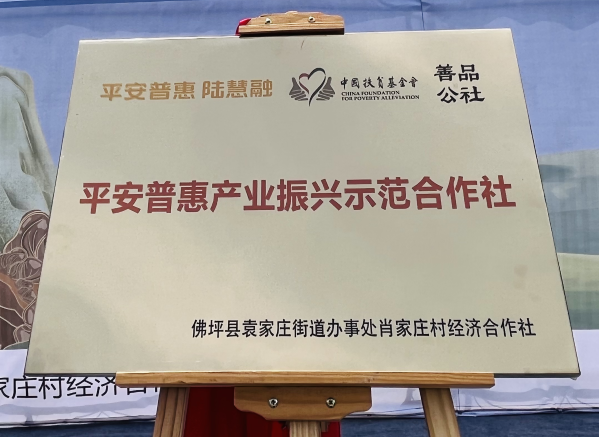 平安普惠 陆慧融 中国扶贫基金会 善品
CHINA FOUNDATION
FOR POVERTY ALLEVIATION 公社
平安普惠产业振兴示范合作社
佛坪县袁家庄街道办事处肖家庄村经济合作社
家庄村经济合